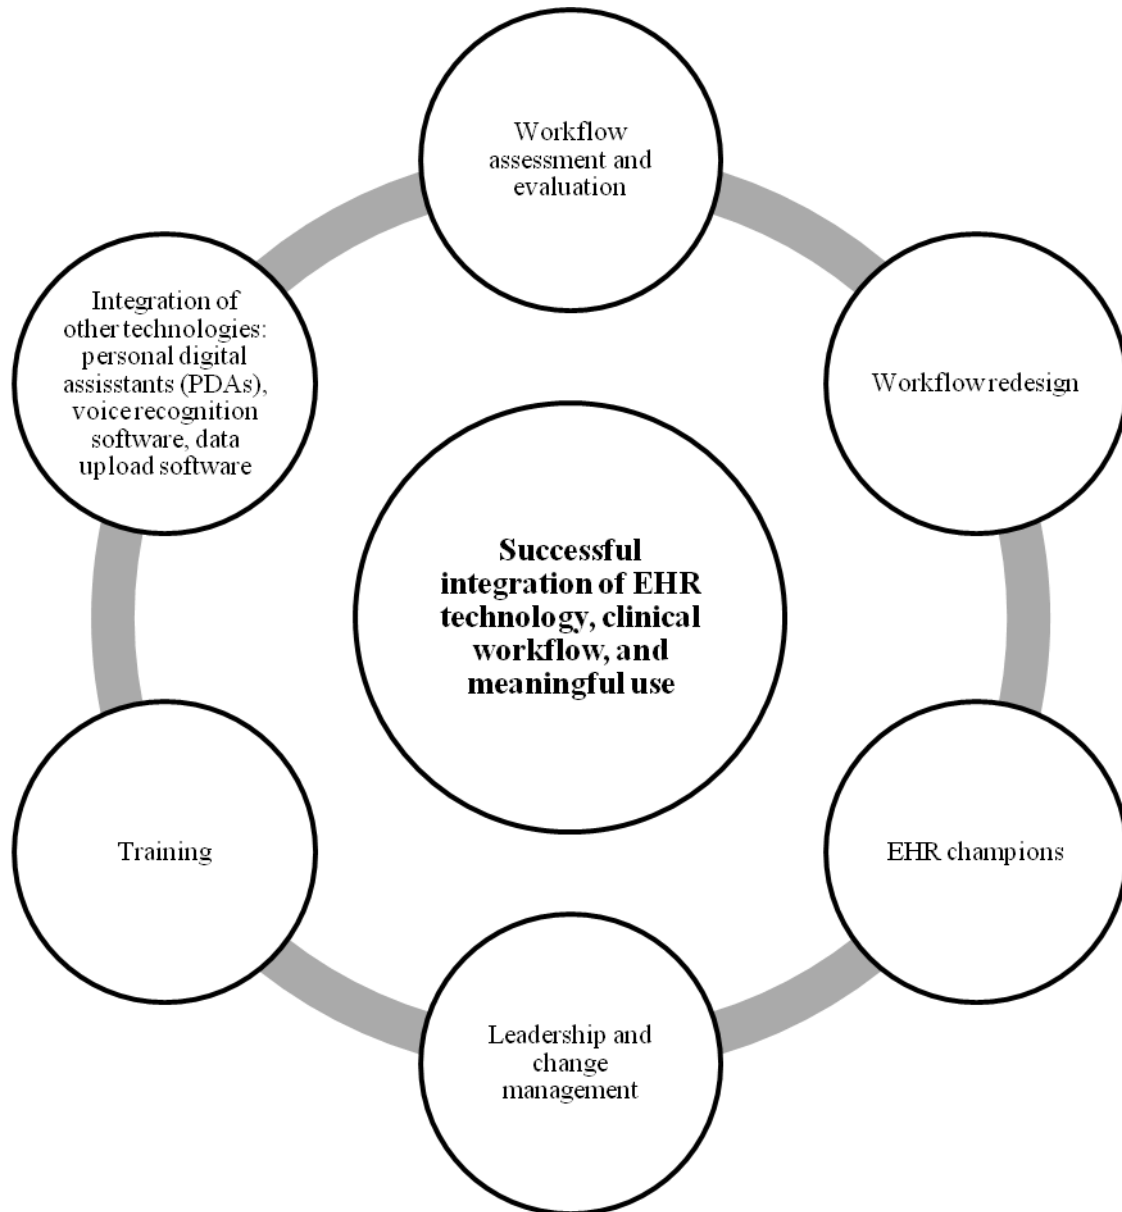 Workflow
assessment and
evaluation
Integration of
other technologies:
personal digital
assisstants (PDAs),
voice recognition
software, data
upload software
Workflow redesign
Successful
integration of EHR
technology, clinical
workflow, and
meaningful use
Training
EHR champions
Leadership and
change
management